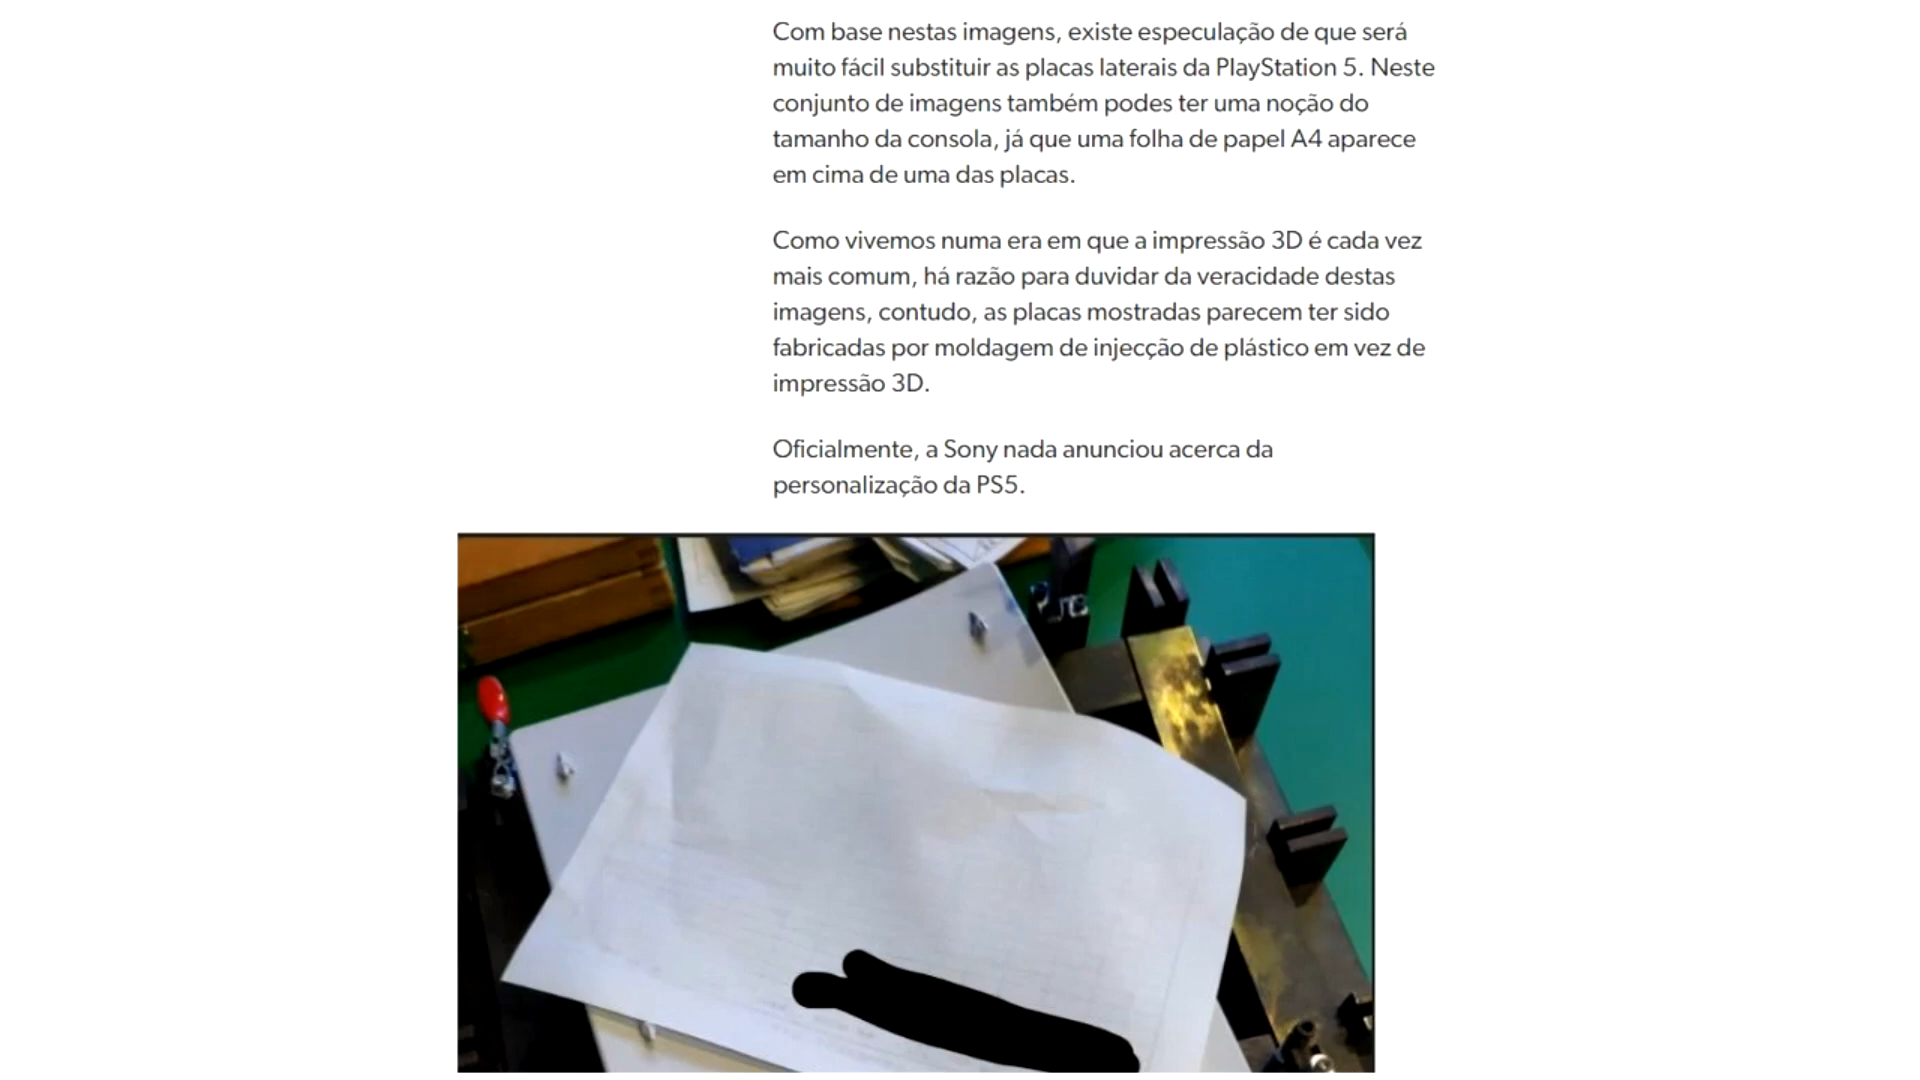 Com base nestas imagens, existe especulação de que será
muito fácil substituir as placas laterais da PlayStation 5. Neste
conjunto de imagens também podes ter uma noção do
tamanho da consola, já que uma folha de papel A4 aparece
em cima de uma das placas.
Como vivemos numa era em que a impressão 3D é cada vez
mais comum, há razão para duvidar da veracidade destas
imagens, contudo, as placas mostradas parecem ter sido
fabricadas por moldagem de injecção de plástico em vez de
impressão 3D.
Oficialmente, a Sony nada anunciou acerca da
personalização da PS5.